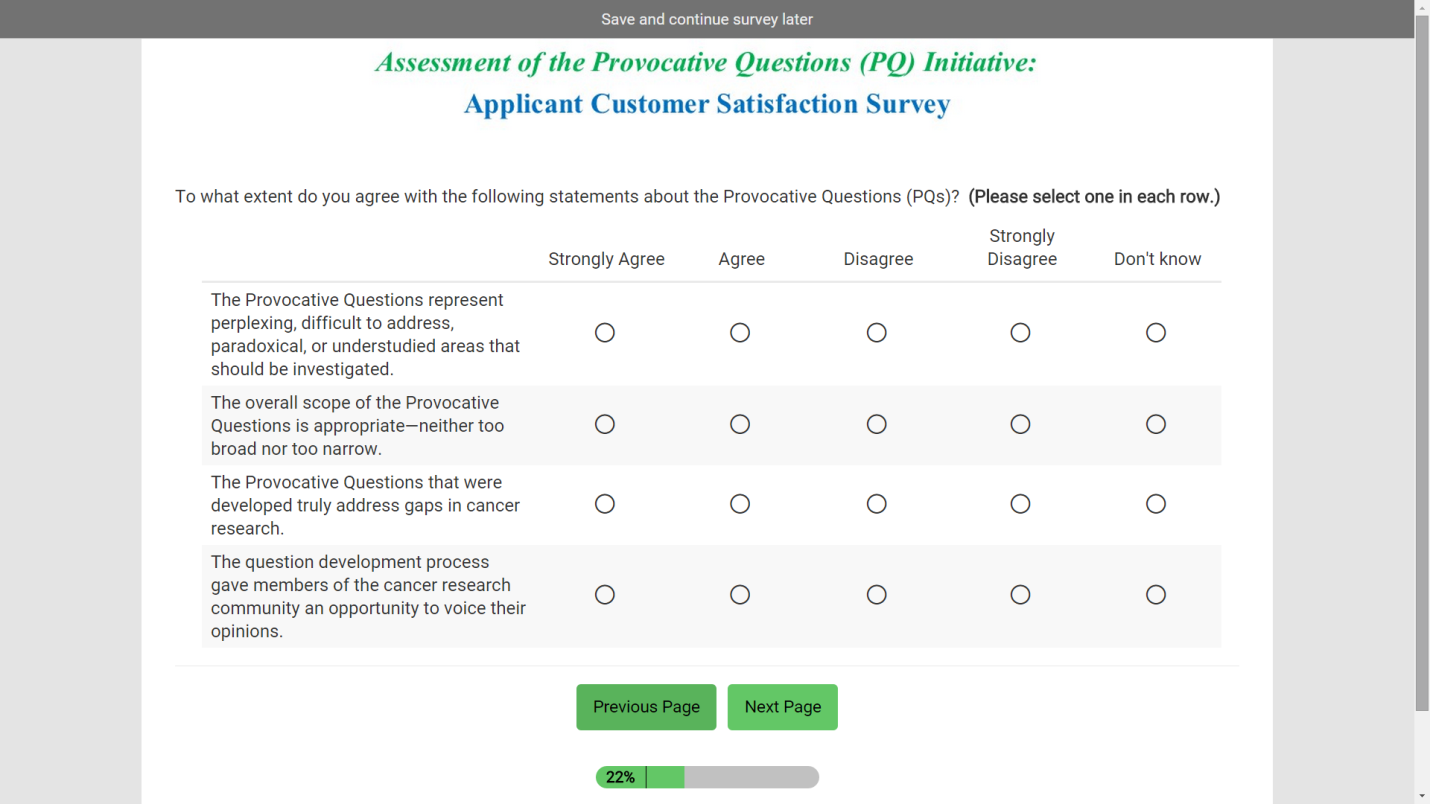 Save and continue survey later
Assessment of the Provocative Questions (PQ) Initiative:
Applicant Customer Satisfaction Survey
To what extent do you agree with the following statements about the Provocative Questions (PQs)? (Please select one in each row.)
Strongly Agree Agree Disagree Strongly Disagree Don't know
The Provocative Questions represent
perplexing, difficult to address,
paradoxical, or understudied areas that
should be investigated.
The overall scope of the Provocative
Questions is appropriate—neither too
broad nor too narrow.
The Provocative Questions that were
developed truly address gaps in cancer
research.
The question development process
gave members of the cancer research
community an opportunity to voice their
opinions.
Previous Page Next Page
22%